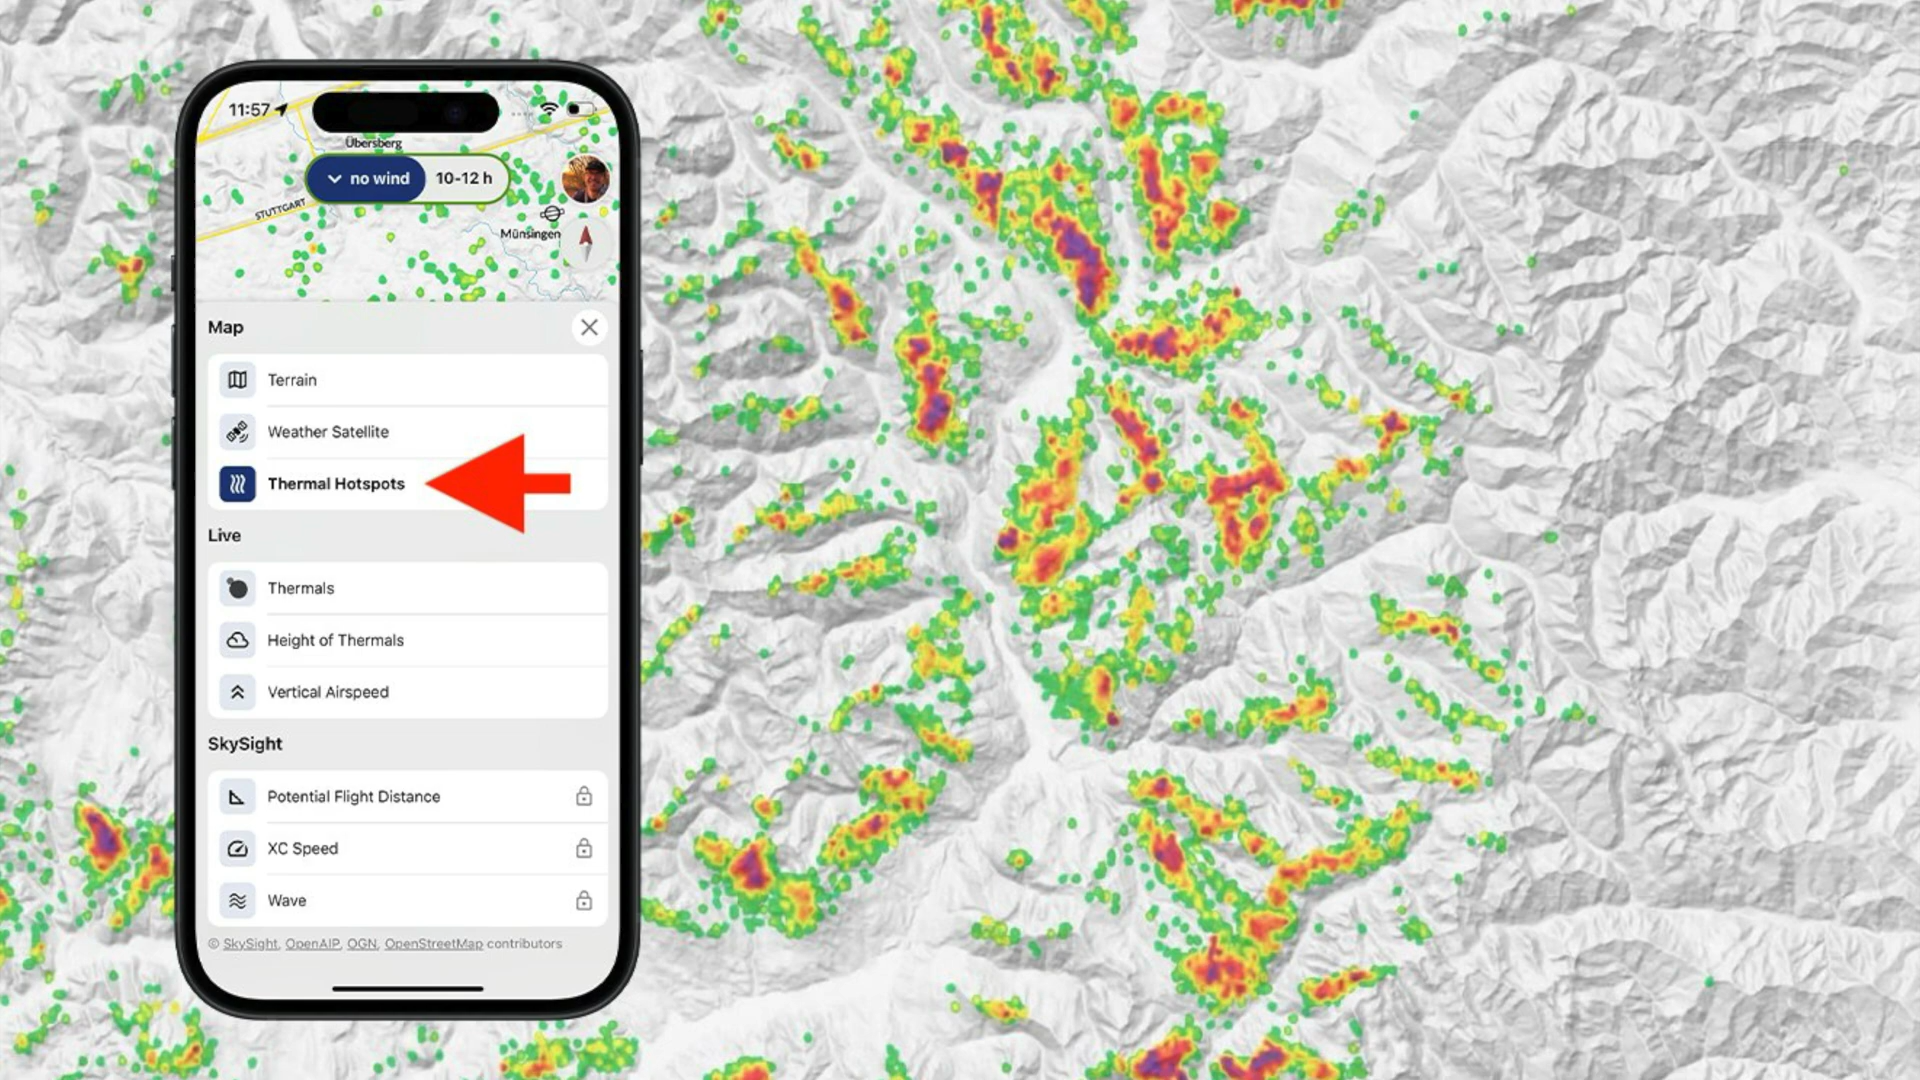 11:57
Übersberg
no wind 10-12 h
STUTTGART
Münsingen
Map
Terrain
Weather Satellite
Thermal Hotspots
Live
Thermals
Height of Thermals
Vertical Airspeed
SkySight
Potential Flight Distance
XC Speed
Wave
© SkySight, OpenAIP, OGN, OpenStreetMap contributors